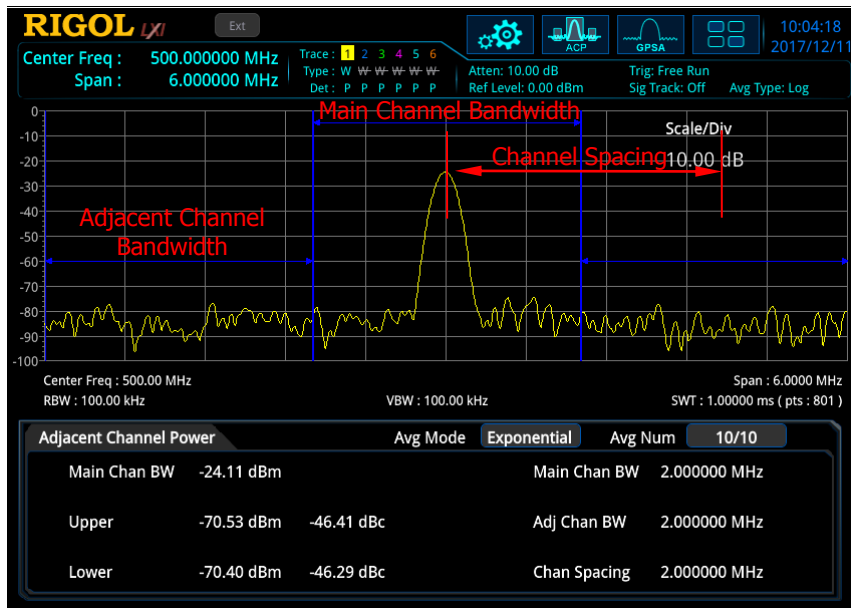 RIGOL LXI Ext
ACP GPSA 10:04:18
2017/12/11
Center Freq : 500.000000 MHz
Span : 6.000000 MHz
Trace : 1 2 3 4 5 6
Type : W W W W W W
Det : P P P P P P
Atten: 10.00 dB Trig: Free Run
Ref Level: 0.00 dBm Sig Track: Off Avg Type: Log
0
-10
-20
-30
-40
-50
-60
-70
-80
-90
-100
Main Channel Bandwidth
Scale/Div
10.00 dB
Channel Spacing
Adjacent Channel
Bandwidth
Center Freq : 500.00 MHz Span : 6.0000 MHz
RBW : 100.00 kHz VBW : 100.00 kHz SWT : 1.00000 ms ( pts : 801 )
Adjacent Channel Power Avg Mode Exponential Avg Num 10/10
Main Chan BW -24.11 dBm Main Chan BW 2.000000 MHz
Upper -70.53 dBm -46.41 dBc Adj Chan BW 2.000000 MHz
Lower -70.40 dBm -46.29 dBc Chan Spacing 2.000000 MHz